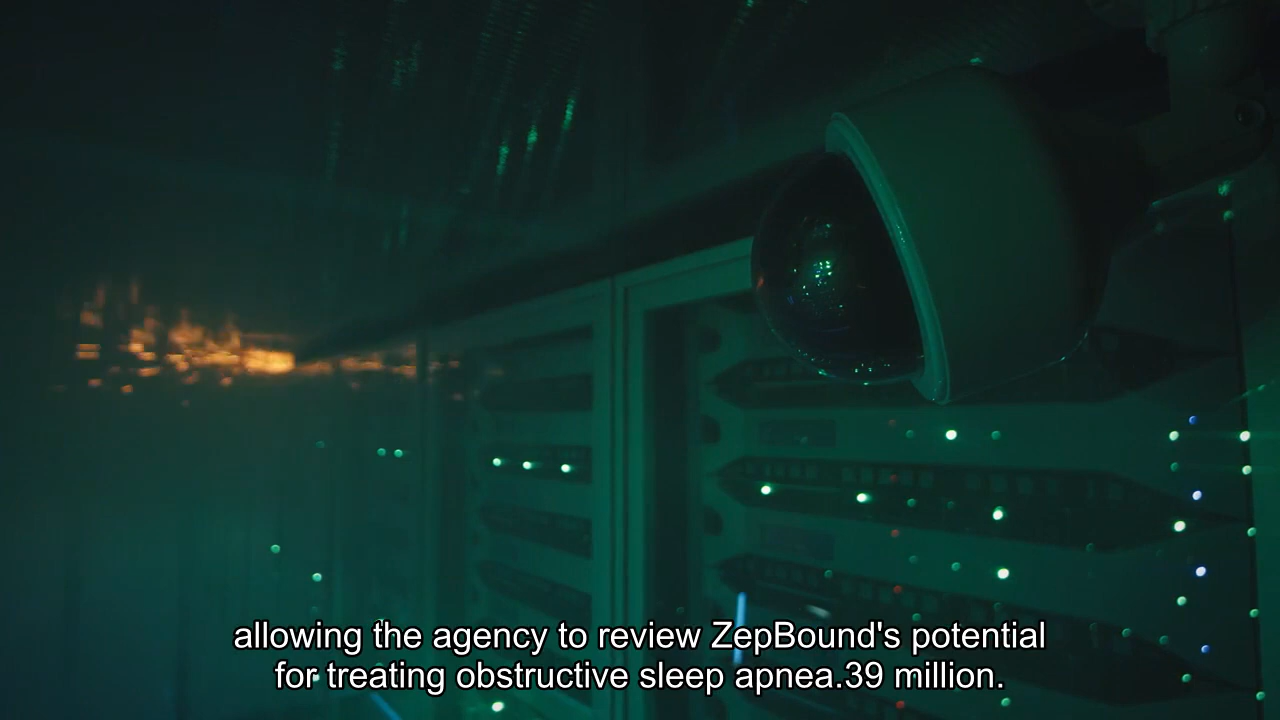 allowing the agency to review ZepBound's potential
for treating obstructive sleep apnea.39 million.